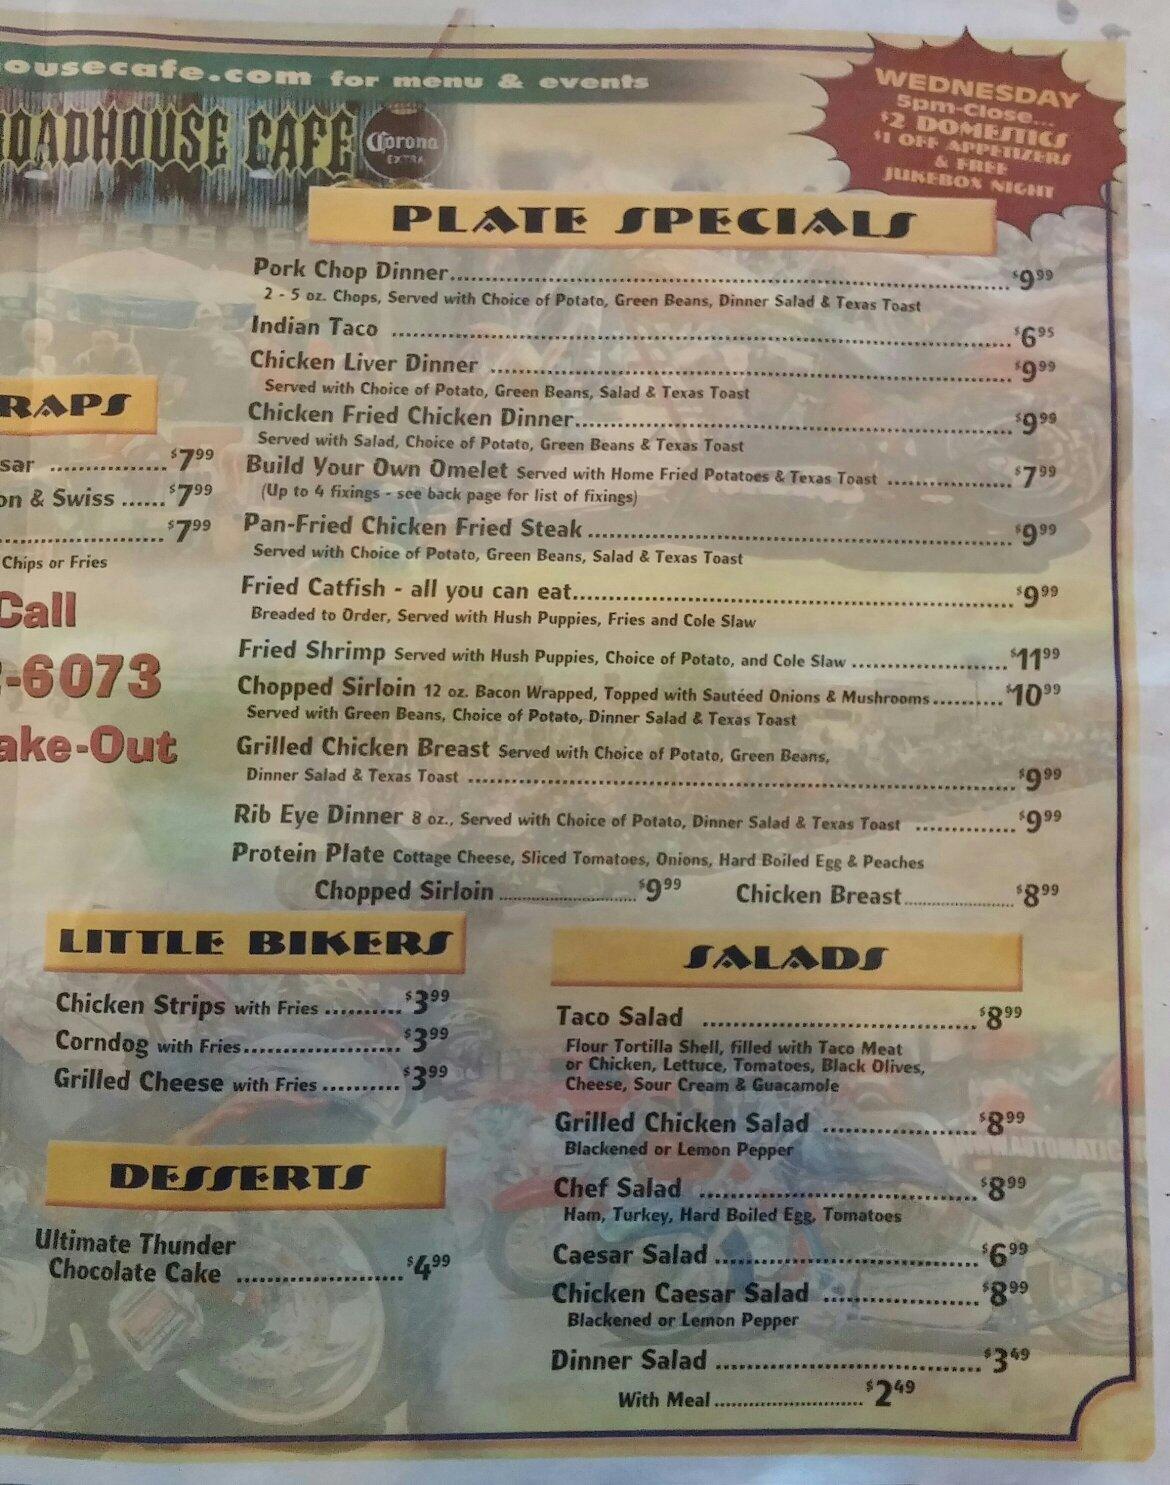 ousecafe.com for menu & events
ROADHOUSE CAFE
Corona
EXTRA
WEDNESDAY
5pm-Close...
$2 DOMESTICS
$1 OFF APPETIZERS
& FREE
JUKEBOX NIGHT
PLATE SPECIALS
Pork Chop Dinner $9.99
2 - 5 oz. Chops, Served with Choice of Potato, Green Beans, Dinner Salad & Texas Toast
Indian Taco $6.95
Chicken Liver Dinner $9.99
Served with Choice of Potato, Green Beans, Salad & Texas Toast
Chicken Fried Chicken Dinner $9.99
Served with Salad, Choice of Potato, Green Beans & Texas Toast
Build Your Own Omelet Served with Home Fried Potatoes & Texas Toast $7.99
(Up to 4 fixings - see back page for list of fixings)
Pan-Fried Chicken Fried Steak $9.99
Served with Choice of Potato, Green Beans, Salad & Texas Toast
Fried Catfish - all you can eat $9.99
Breaded to Order, Served with Hush Puppies, Fries and Cole Slaw
Fried Shrimp Served with Hush Puppies, Choice of Potato, and Cole Slaw $11.99
Chopped Sirloin 12 oz. Bacon Wrapped, Topped with Sautéed Onions & Mushrooms $10.99
Served with Green Beans, Choice of Potato, Dinner Salad & Texas Toast
Grilled Chicken Breast Served with Choice of Potato, Green Beans,
Dinner Salad & Texas Toast $9.99
Rib Eye Dinner 8 oz., Served with Choice of Potato, Dinner Salad & Texas Toast $9.99
Protein Plate Cottage Cheese, Sliced Tomatoes, Onions, Hard Boiled Egg & Peaches
Chopped Sirloin $9.99 Chicken Breast $8.99
RAPS
sar $7.99
on & Swiss $7.99
$7.99
Chips or Fries
Call
-6073
ake-Out
LITTLE BIKERS
Chicken Strips with Fries $3.99
Corndog with Fries $3.99
Grilled Cheese with Fries $3.99
DESSERTS
Ultimate Thunder
Chocolate Cake $4.99
SALADS
Taco Salad $8.99
Flour Tortilla Shell, filled with Taco Meat
or Chicken, Lettuce, Tomatoes, Black Olives,
Cheese, Sour Cream & Guacamole
Grilled Chicken Salad $8.99
Blackened or Lemon Pepper
Chef Salad $8.99
Ham, Turkey, Hard Boiled Egg, Tomatoes
Caesar Salad $6.99
Chicken Caesar Salad $8.99
Blackened or Lemon Pepper
Dinner Salad $3.49
With Meal $2.49